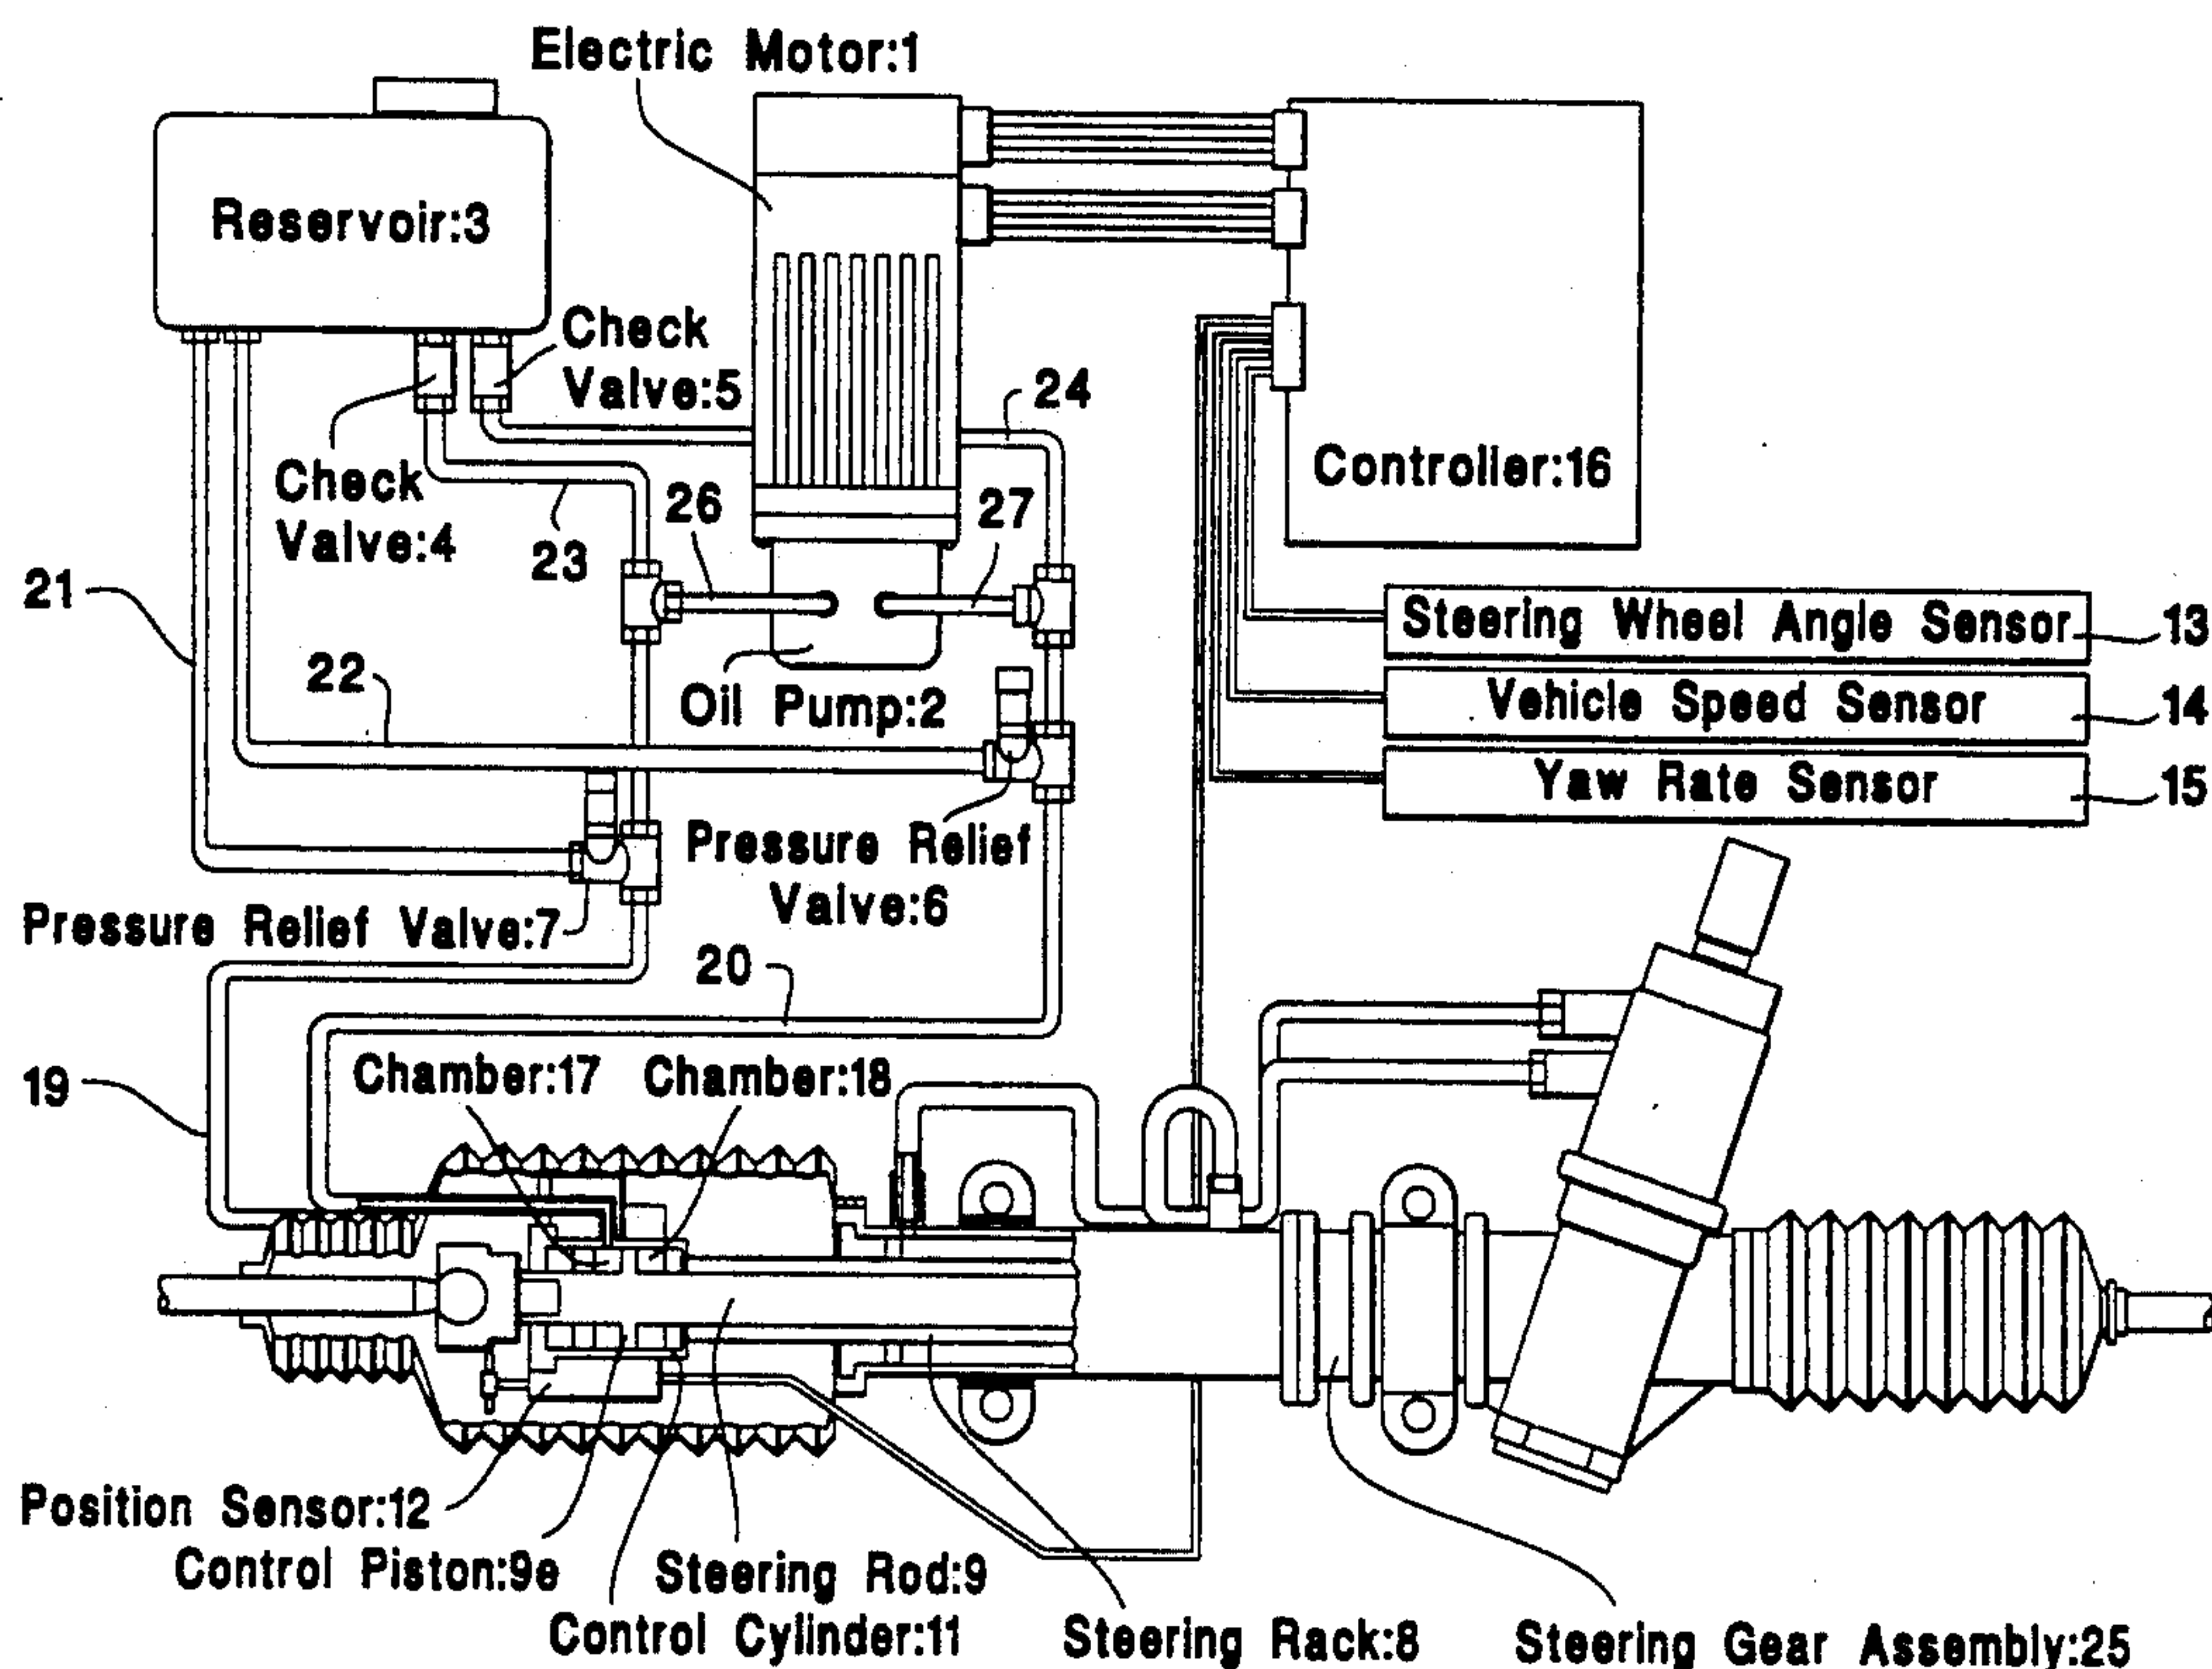 Electric Motor:1
Reservoir:3
Check
Valve:5
24
Check
Valve:4
23
26
27
Controller:16
21
22
Oil Pump:2
Steering Wheel Angle Sensor
13
Vehicle Speed Sensor
14
Yaw Rate Sensor
15
Pressure Relief
Valve:6
Pressure Relief Valve:7
20
19
Chamber:17
Chamber:18
Position Sensor:12
Control Piston:9e
Steering Rod:9
Control Cylinder:11
Steering Rack:8
Steering Gear Assembly:25